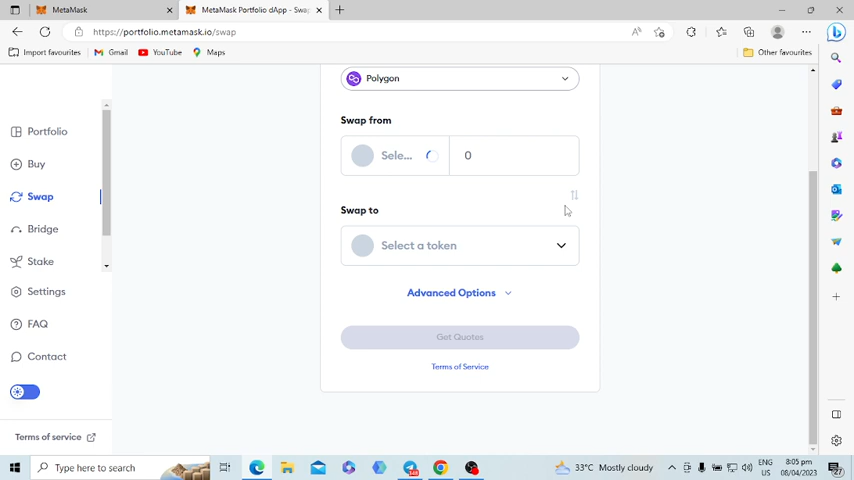 MetaMask
MetaMask Portfolio dApp - Swap
https://portfolio.metamask.io/swap
Import favourites
Gmail
YouTube
Maps
Other favourites
Portfolio
Buy
Swap
Bridge
Stake
Settings
FAQ
Contact
Terms of service
Polygon
Swap from
Sele...
0
Swap to
Select a token
Advanced Options
Get Quotes
Terms of Service
Type here to search
33°C Mostly cloudy
ENG
US
8:05 pm
08/04/2023
27